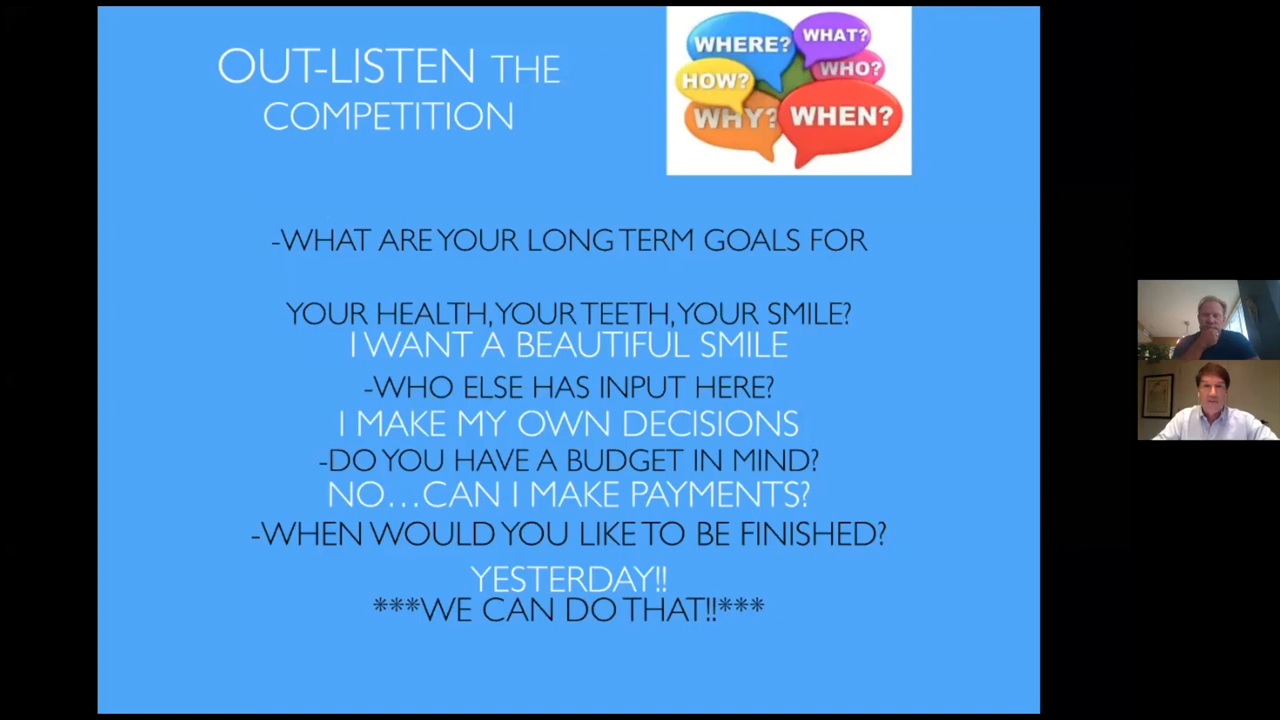 OUT-LISTEN THE
COMPETITION
WHERE?
WHAT?
HOW?
WHO?
WHY?
WHEN?
-WHAT ARE YOUR LONG TERM GOALS FOR
YOUR HEALTH, YOUR TEETH, YOUR SMILE?
I WANT A BEAUTIFUL SMILE
-WHO ELSE HAS INPUT HERE?
I MAKE MY OWN DECISIONS
-DO YOU HAVE A BUDGET IN MIND?
NO…CAN I MAKE PAYMENTS?
-WHEN WOULD YOU LIKE TO BE FINISHED?
YESTERDAY!!
***WE CAN DO THAT!!***